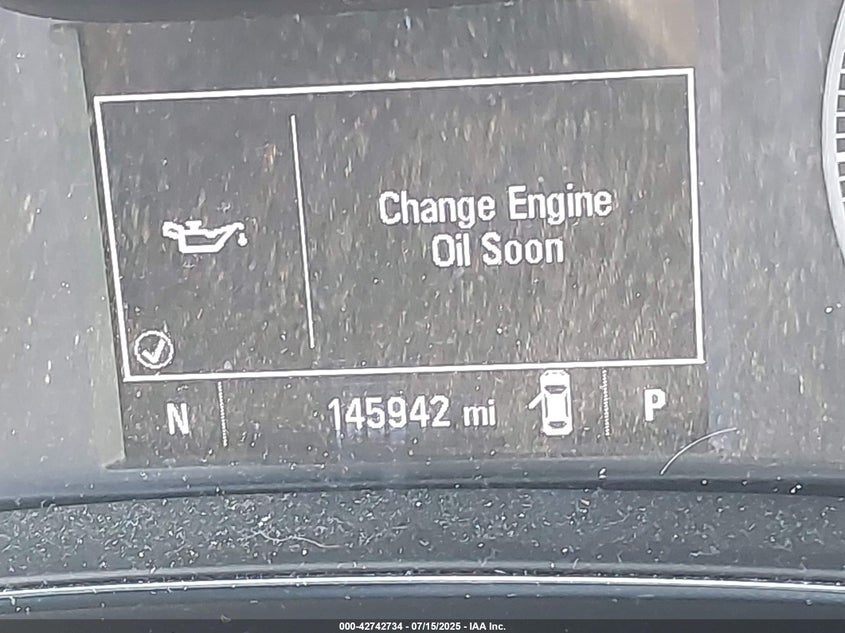 Change Engine
Oil Soon
N 145942 mi P
000-42742734 - 07/15/2025 - IAA Inc.